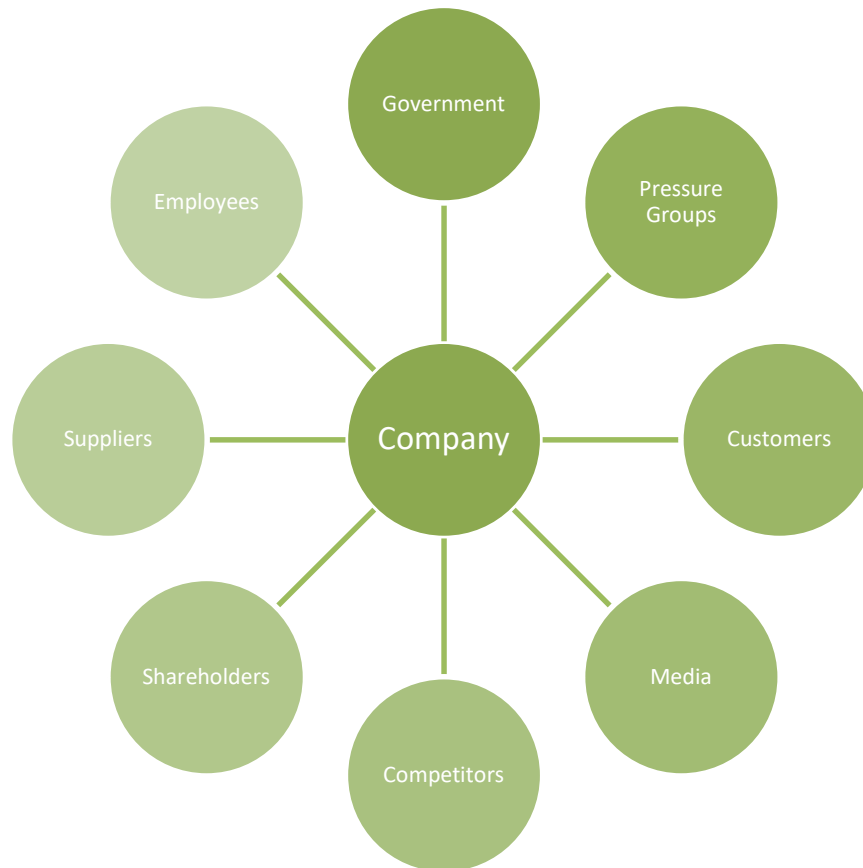 Government
Employees
Pressure
Groups
Suppliers
Company
Customers
Shareholders
Media
Competitors